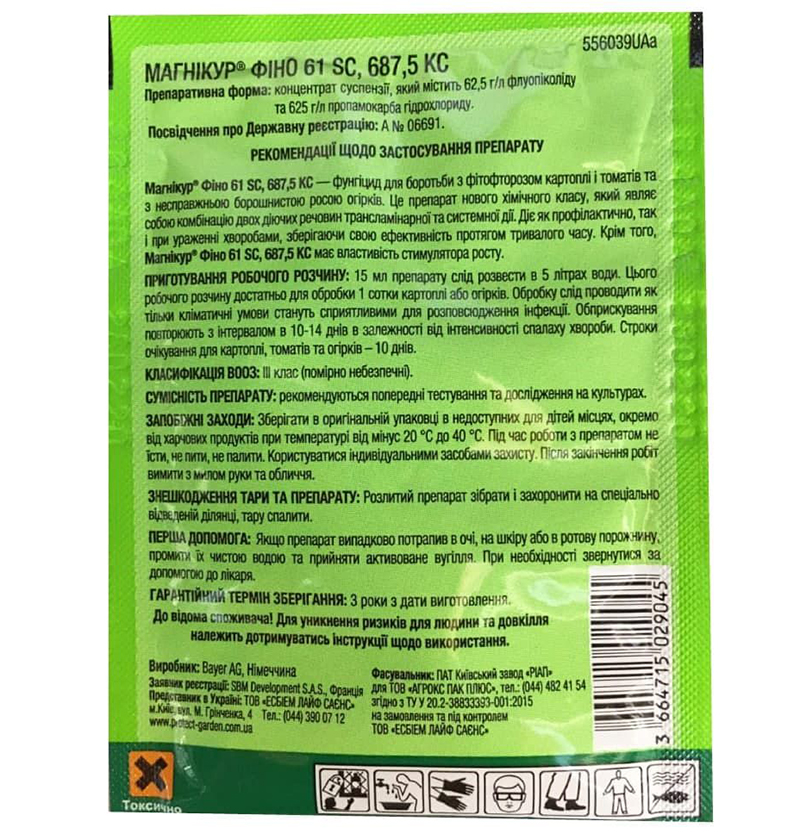 556039UAa
МАГНІКУР® ФІНО 61 SC, 687,5 КС
Препаративна форма: концентрат суспензії, який містить 62,5 г/л флуопіколіду
та 625 г/л пропамокарба гідрохлориду.
Посвідчення про Державну реєстрацію: А № 06691.
РЕКОМЕНДАЦІЇ ЩОДО ЗАСТОСУВАННЯ ПРЕПАРАТУ
Магнікур® Фіно 61 SC, 687,5 КС — фунгіцид для боротьби з фітофторозом картоплі і томатів та
з несправжньою борошнистою росою огірків. Це препарат нового хімічного класу, який являє
собою комбінацію двох діючих речовин трансламінарної та системної дії. Діє як профілактично, так
і при ураженні хворобами, зберігаючи свою ефективність протягом тривалого часу. Крім того,
Магнікур® Фіно 61 SC, 687,5 КС має властивість стимулятора росту.
ПРИГОТУВАННЯ РОБОЧОГО РОЗЧИНУ: 15 мл препарату слід розвести в 5 літрах води. Цього
робочого розчину достатньо для обробки 1 сотки картоплі або огірків. Обробку слід проводити як
тільки кліматичні умови стануть сприятливими для розповсюдження інфекції. Обприскування
повторюють з інтервалом в 10-14 днів в залежності від інтенсивності спалаху хвороби. Строки
очікування для картоплі, томатів та огірків – 10 днів.
КЛАСИФІКАЦІЯ ВООЗ: III клас (помірно небезпечні).
СУМІСНІСТЬ ПРЕПАРАТУ: рекомендуються попередні тестування та дослідження на культурах.
ЗАПОБІЖНІ ЗАХОДИ: Зберігати в оригінальній упаковці в недоступних для дітей місцях, окремо
від харчових продуктів при температурі від мінус 20 °С до 40 °С. Під час роботи з препаратом не
їсти, не пити, не палити. Користуватися індивідуальними засобами захисту. Після закінчення робіт
вимити з милом руки та обличчя.
ЗНЕШКОДЖЕННЯ ТАРИ ТА ПРЕПАРАТУ: Розлитий препарат зібрати і захоронити на спеціально
відведеній ділянці, тару спалити.
ПЕРША ДОПОМОГА: Якщо препарат випадково потрапив в очі, на шкіру або в ротову порожнину,
промити їх чистою водою та прийняти активоване вугілля. При необхідності звернутися за
допомогою до лікаря.
ГАРАНТІЙНИЙ ТЕРМІН ЗБЕРІГАННЯ: 3 роки з дати виготовлення.
До відома споживача! Для уникнення ризиків для людини та довкілля
належить дотримуватись інструкції щодо використання.
Виробник: Bayer AG, Німеччина
Заявник реєстрації: SBM Development S.A.S., Франція
Представник в Україні: ТОВ «ЕСБІЕМ ЛАЙФ САЄНС»
м.Київ, вул. М. Грінченка, 4 Тел.: (044) 390 07 12
www.protect-garden.com.ua
Фасувальник: ПАТ Київський завод «РІАП»
для ТОВ «АГРОКС ПАК ПЛЮС», тел.: (044) 482 41 54
згідно з ТУ У 20.2-38833393-001:2015
на замовлення та під контролем
ТОВ «ЕСБІЕМ ЛАЙФ САЄНС»
3 664715 029045
Токсично